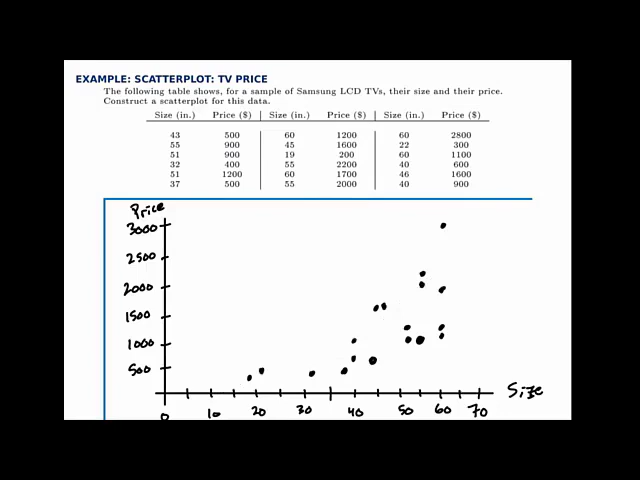 EXAMPLE: SCATTERPLOT: TV PRICE
The following table shows, for a sample of Samsung LCD TVs, their size and their price.
Construct a scatterplot for this data.
Size (in.) Price ($) Size (in.) Price ($) Size (in.) Price ($)
43 500 60 1200 60 2800
55 900 45 1600 22 300
51 900 19 200 60 1100
32 400 55 2200 40 600
51 1200 60 1700 46 1600
37 500 55 2000 40 900
Price
3000
2500
2000
1500
1000
500
Size
0 10 20 30 40 50 60 70